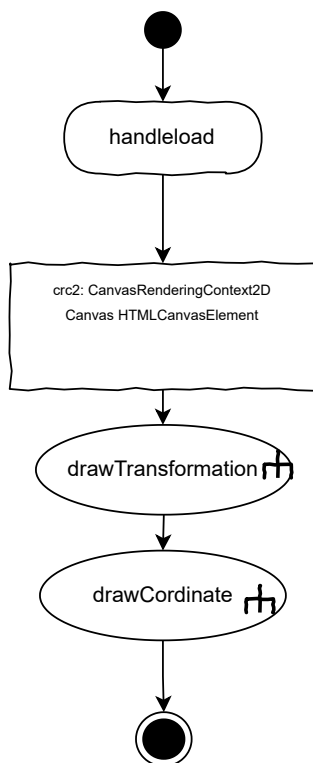 handleload
crc2: CanvasRenderingContext2D
Canvas HTMLCanvasElement
drawTransformation
drawCordinate